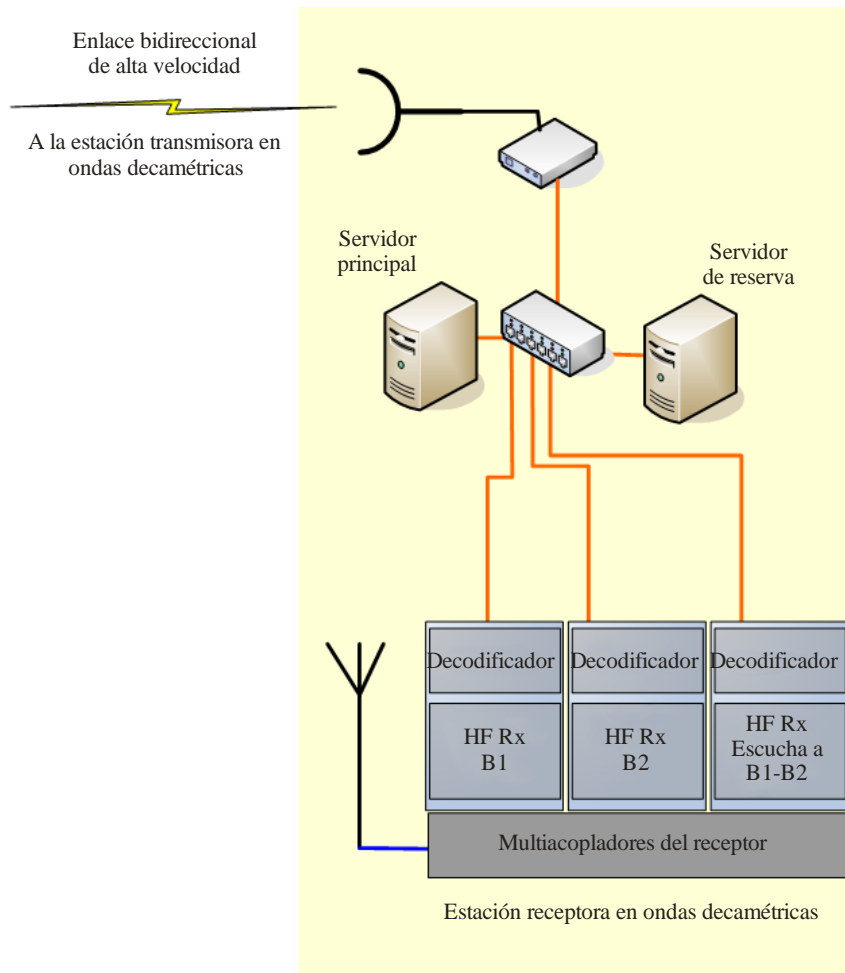 Enlace bidireccional
de alta velocidad
A la estación transmisora en
ondas decamétricas
Servidor
principal
Servidor
de reserva
Decodificador
Decodificador
Decodificador
HF Rx
B1
HF Rx
B2
HF Rx
Escucha a
B1-B2
Multiacopladores del receptor
Estación receptora en ondas decamétricas